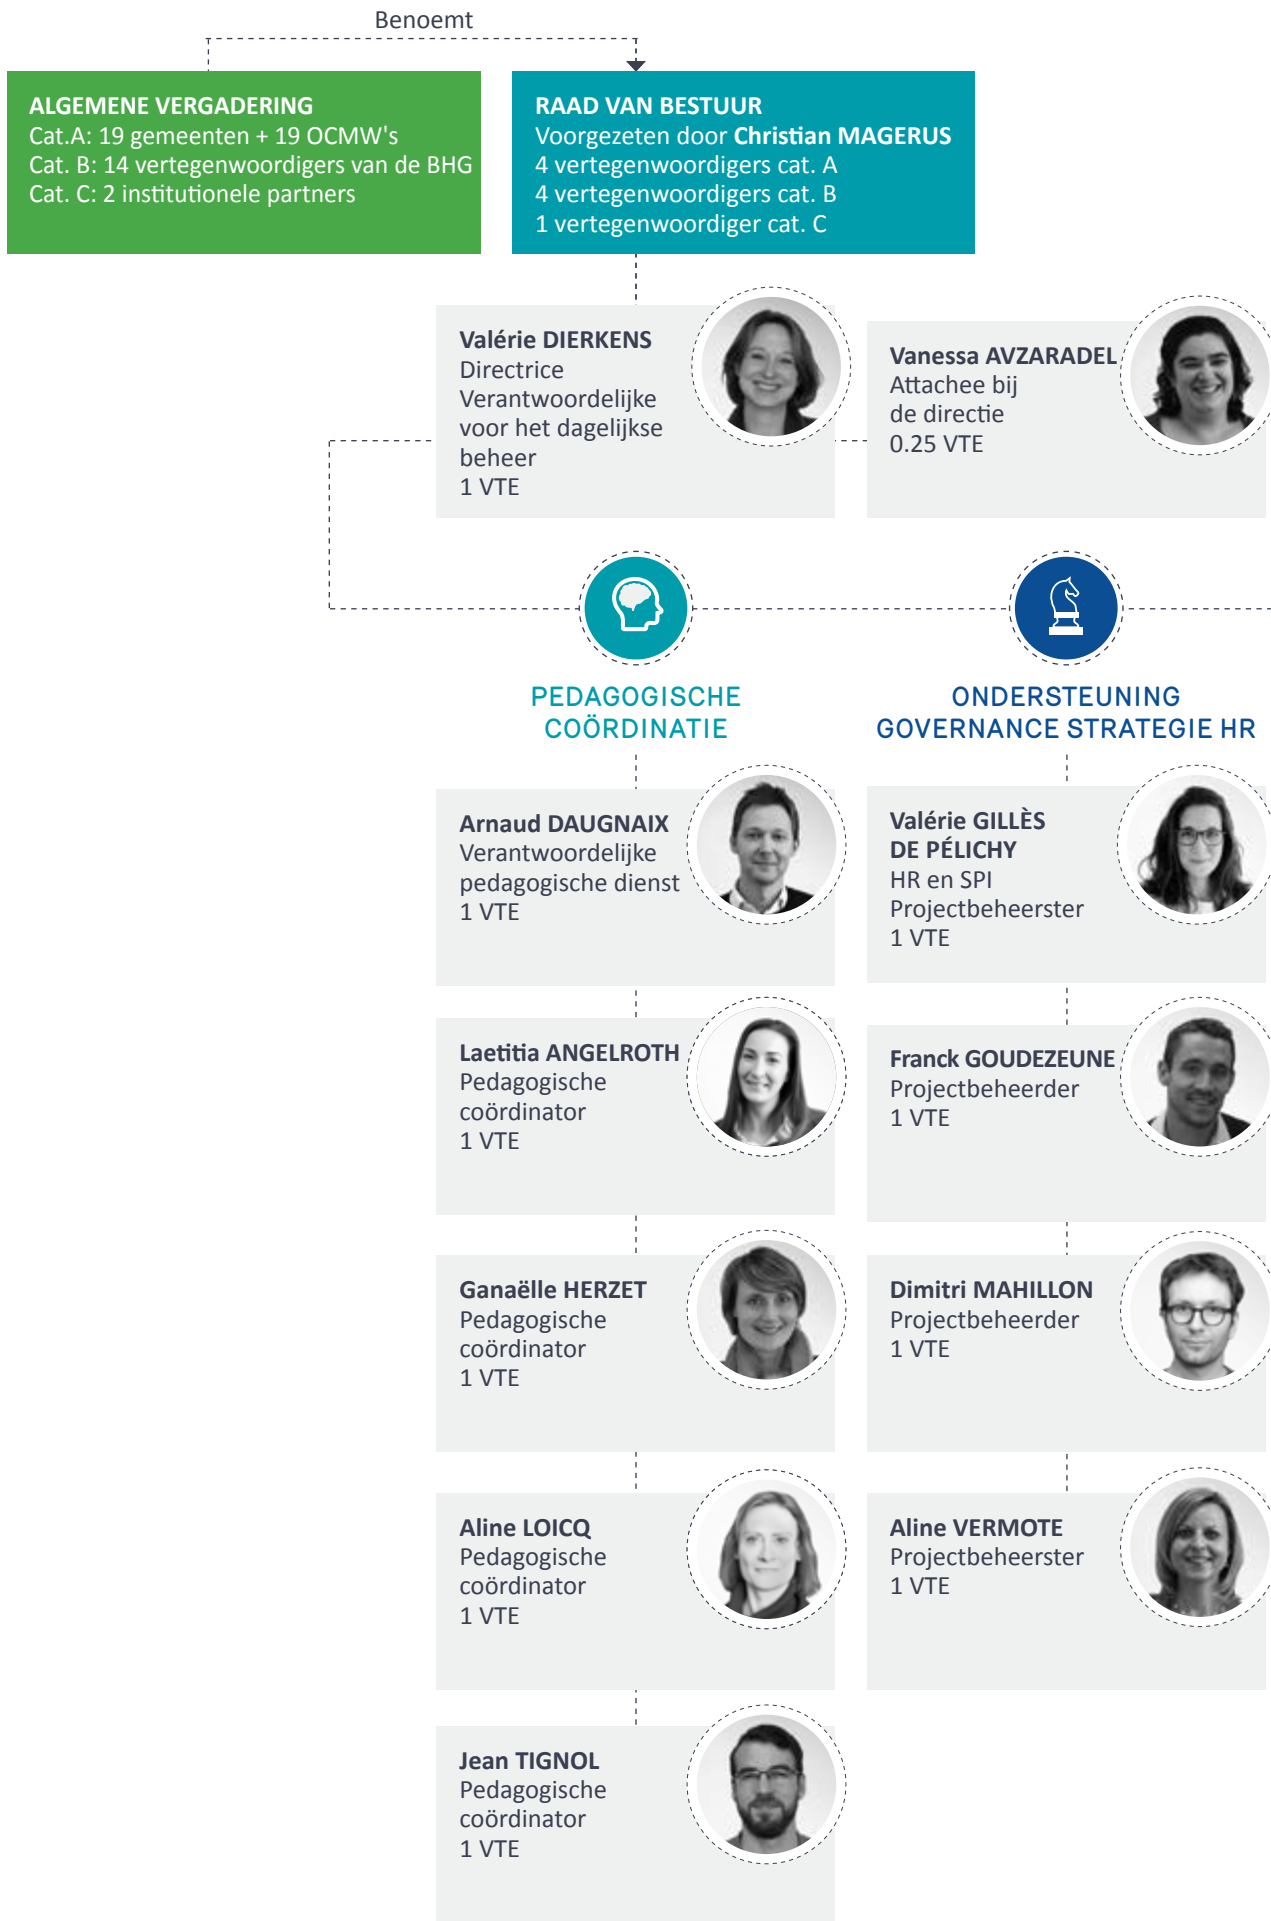 Benoemt
ALGEMENE VERGADERING
Cat.A: 19 gemeenten + 19 OCMW's
Cat. B: 14 vertegenwoordigers van de BHG
Cat. C: 2 institutionele partners
RAAD VAN BESTUUR
Voorgezeten door Christian MAGERUS
4 vertegenwoordigers cat. A
4 vertegenwoordigers cat. B
1 vertegenwoordiger cat. C
Valérie DIERKENS
Directrice
Verantwoordelijke
voor het dagelijkse
beheer
1 VTE
Vanessa AVZARADEL
Attachee bij
de directie
0.25 VTE
PEDAGOGISCHE
COÖRDINATIE
Arnaud DAUGNAIX
Verantwoordelijke
pedagogische dienst
1 VTE
Laetitia ANGELROTH
Pedagogische
coördinator
1 VTE
Ganaëlle HERZET
Pedagogische
coördinator
1 VTE
Aline LOICQ
Pedagogische
coördinator
1 VTE
Jean TIGNOL
Pedagogische
coördinator
1 VTE
ONDERSTEUNING
GOVERNANCE STRATEGIE HR
Valérie GILLÈS
DE PÉLICHY
HR en SPI
Projectbeheerster
1 VTE
Franck GOUDEZEUNE
Projectbeheerder
1 VTE
Dimitri MAHILLON
Projectbeheerder
1 VTE
Aline VERMOTE
Projectbeheerster
1 VTE